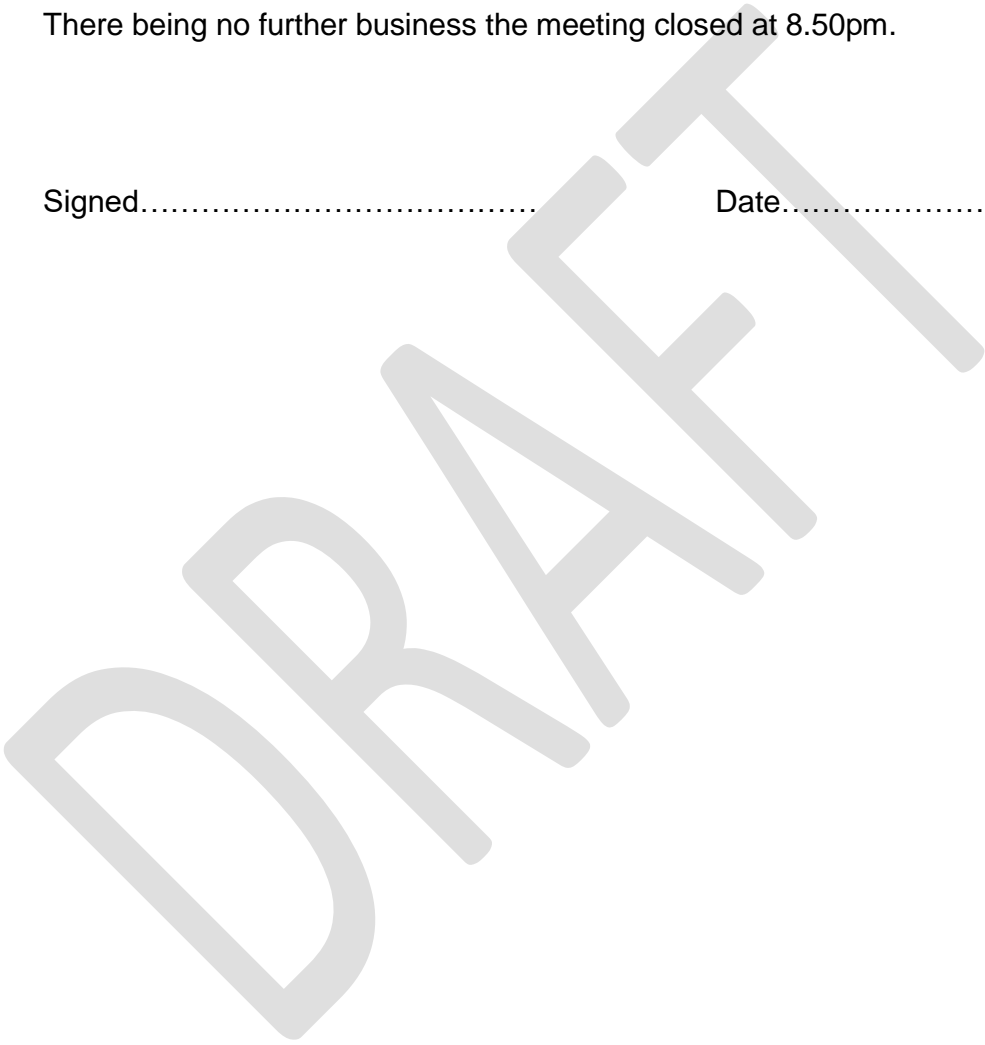 There being no further business the meeting closed at 8.50pm.
Signed………………………………… Date………………..
DRAFT